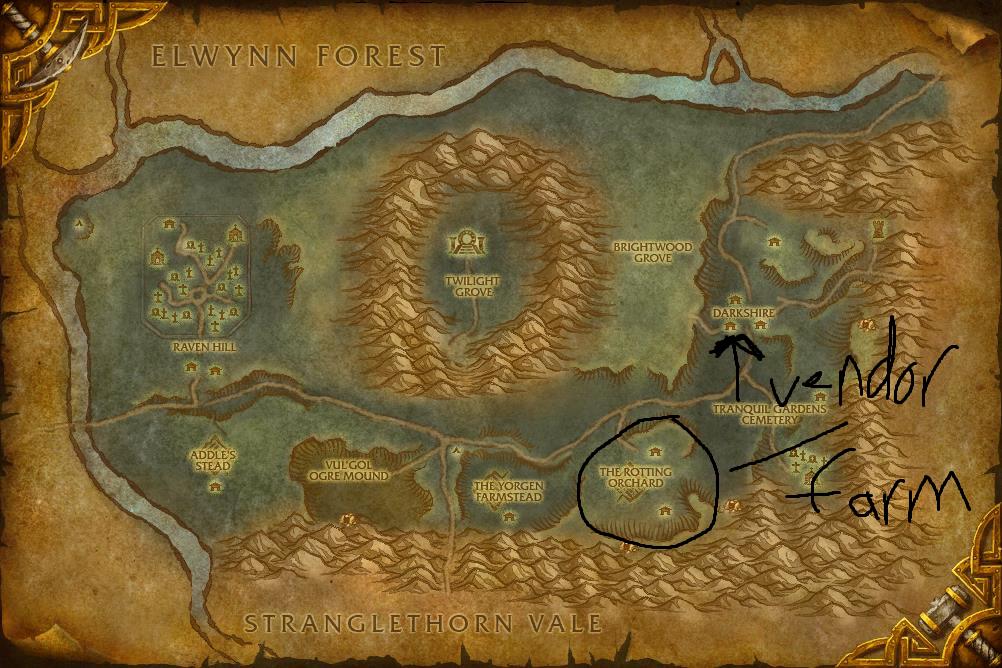 ELWYNN FOREST
BRIGHTWOOD
GROVE
TWILIGHT
GROVE
DARKSHIRE
RAVEN HILL
vendor
TRANQUIL GARDENS
CEMETERY
ADDLE'S
STEAD
VUL'GOL
OGRE MOUND
THE YORGEN
FARMSTEAD
THE ROTTING
ORCHARD
farm
STRANGLETHORN VALE